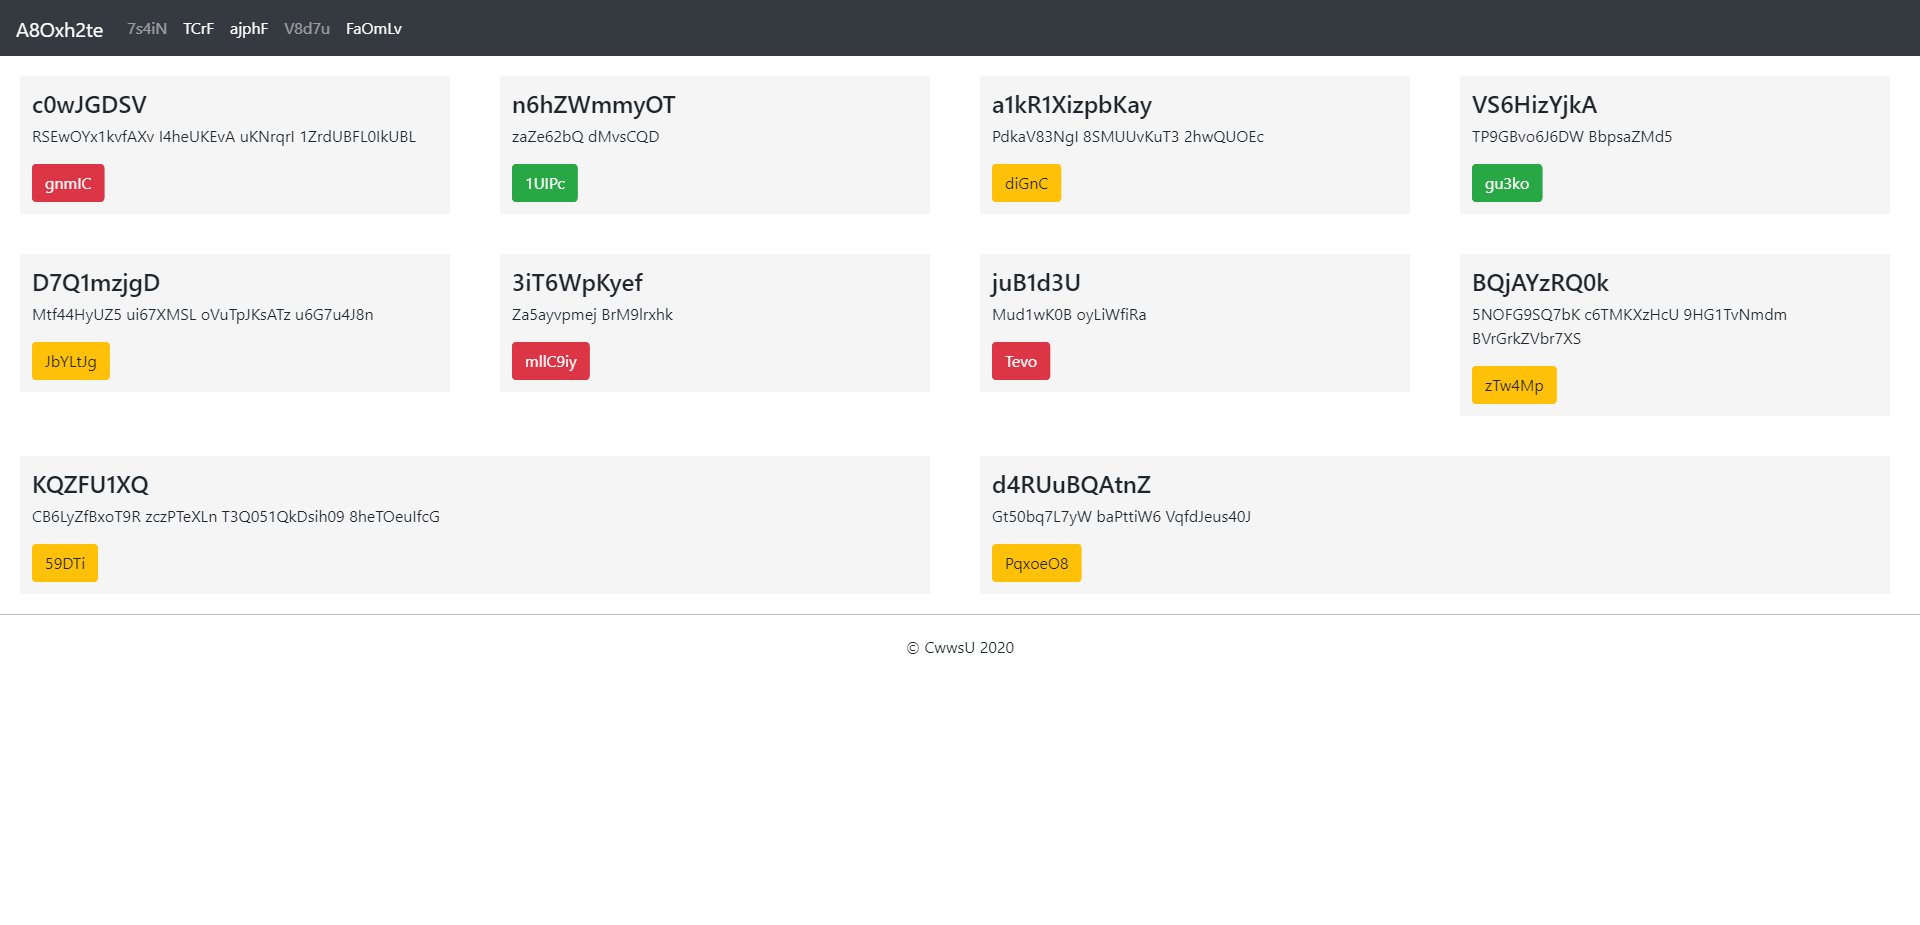 A8Oxh2te 7s4iN TCrF ajphF V8d7u FaOmLv
c0wJGDSV
RSEwOYx1kvfAXv I4heUKEvA uKNrqrI 1ZrdUBFL0IkUBL
gnmIC
n6hZWmmyOT
zaZe62bQ dMvsCQD
1UIPc
a1kR1XizpbKay
PdkaV83NgI 8SMUUvKuT3 2hwQUOEc
diGnC
VS6HizYjkA
TP9GBvo6J6DW BbpsaZMd5
gu3ko
D7Q1mzjgD
Mtf44HyUZ5 ui67XMSL oVuTpJKsATz u6G7u4J8n
JbYLtJg
3iT6WpKyef
Za5ayvpmej BrM9lrxhk
mllC9iy
juB1d3U
Mud1wK0B oyLiWfiRa
Tevo
BQjAYzRQ0k
5NOFG9SQ7bK c6TMKXzHcU 9HG1TvNmdm
BVrGrkZVbr7XS
zTw4Mp
KQZFU1XQ
CB6LyZfBxoT9R zczPTeXLn T3Q051QkDsih09 8heTOeuIfcG
59DTi
d4RUuBQAtnZ
Gt50bq7L7yW baPttiW6 VqfdJeus40J
PqxoeO8
© CwwsU 2020